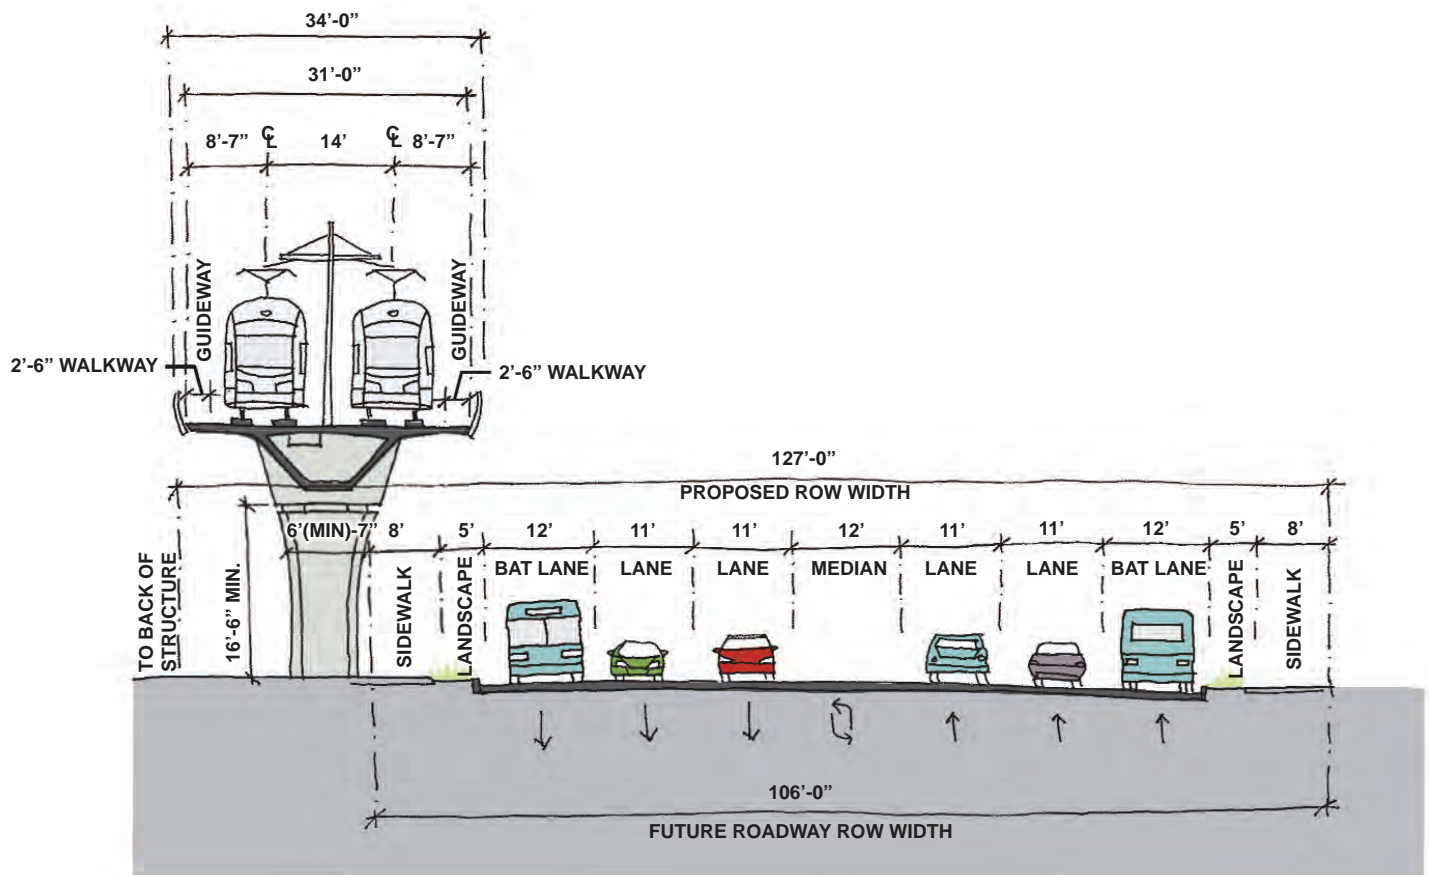 34’-0”
31’-0”
8’-7” ℄ 14’ ℄ 8’-7”
GUIDEWAY
GUIDEWAY
2’-6” WALKWAY
2’-6” WALKWAY
127’-0”
PROPOSED ROW WIDTH
6’(MIN)-7” 8’ 5’ 12’ 11’ 11’ 12’ 11’ 11’ 12’ 5’ 8’
BAT LANE LANE LANE MEDIAN LANE LANE BAT LANE
TO BACK OF
STRUCTURE
16’-6” MIN.
SIDEWALK
LANDSCAPE
LANDSCAPE
SIDEWALK
106’-0”
FUTURE ROADWAY ROW WIDTH